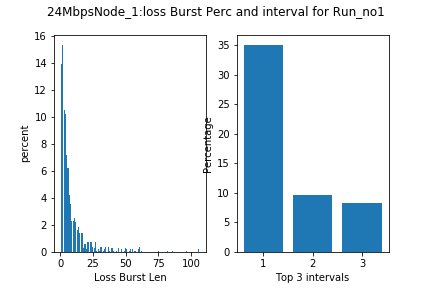 24MbpsNode_1:loss Burst Perc and interval for Run_no1
percent
16
14
12
10
8
6
4
2
0
0 25 50 75 100
Loss Burst Len
Percentage
35
30
25
20
15
10
5
0
1 2 3
Top 3 intervals